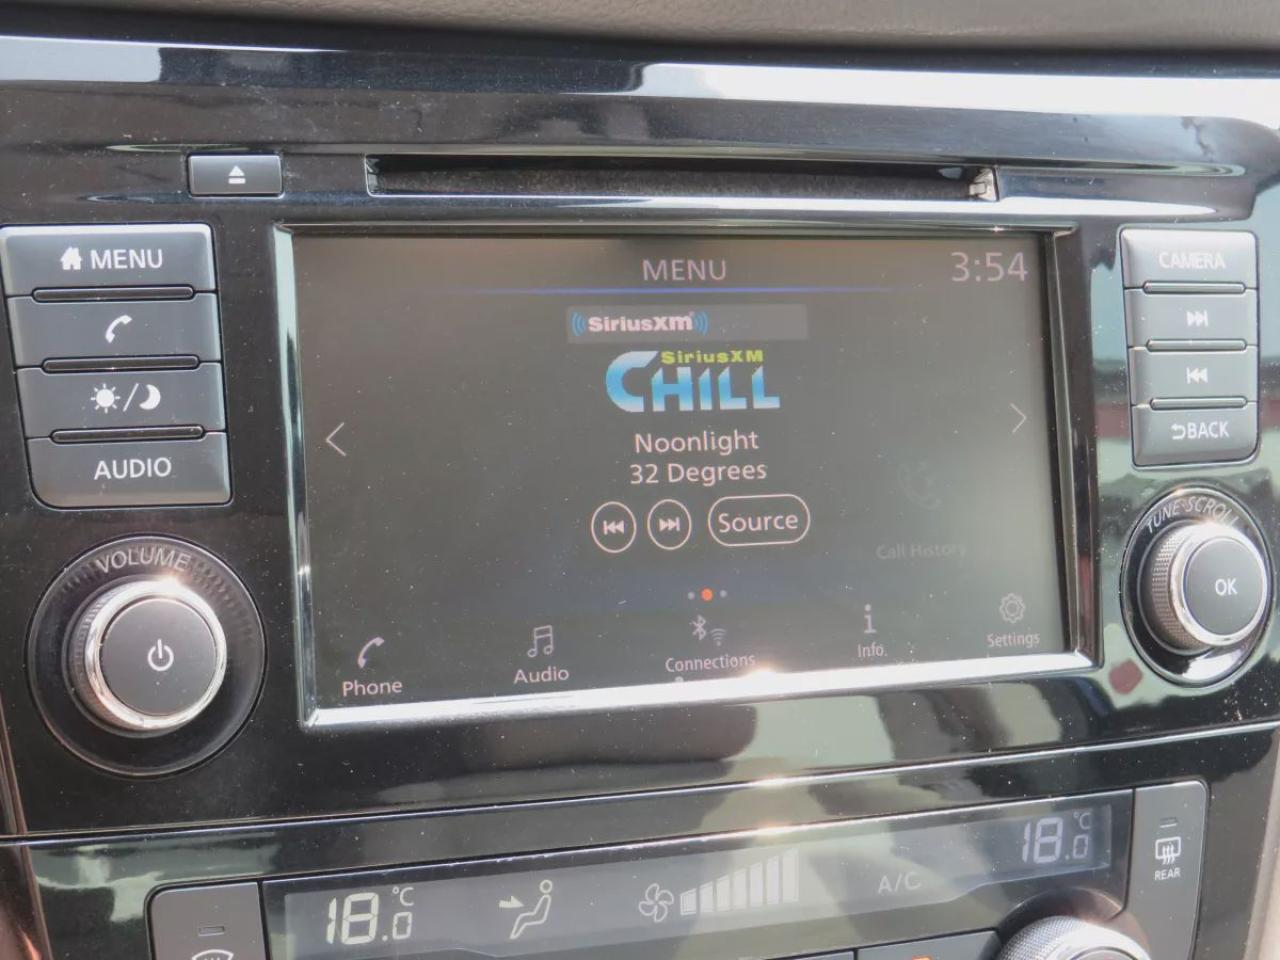 MENU
AUDIO
VOLUME
MENU
3:54
SiriusXM
SiriusXM
CHILL
Noonlight
32 Degrees
Source
Call History
Phone
Audio
Connections
Info.
Settings
CAMERA
BACK
TUNE·SCROLL
OK
18.0 °C
A/C
18.0 °C
REAR